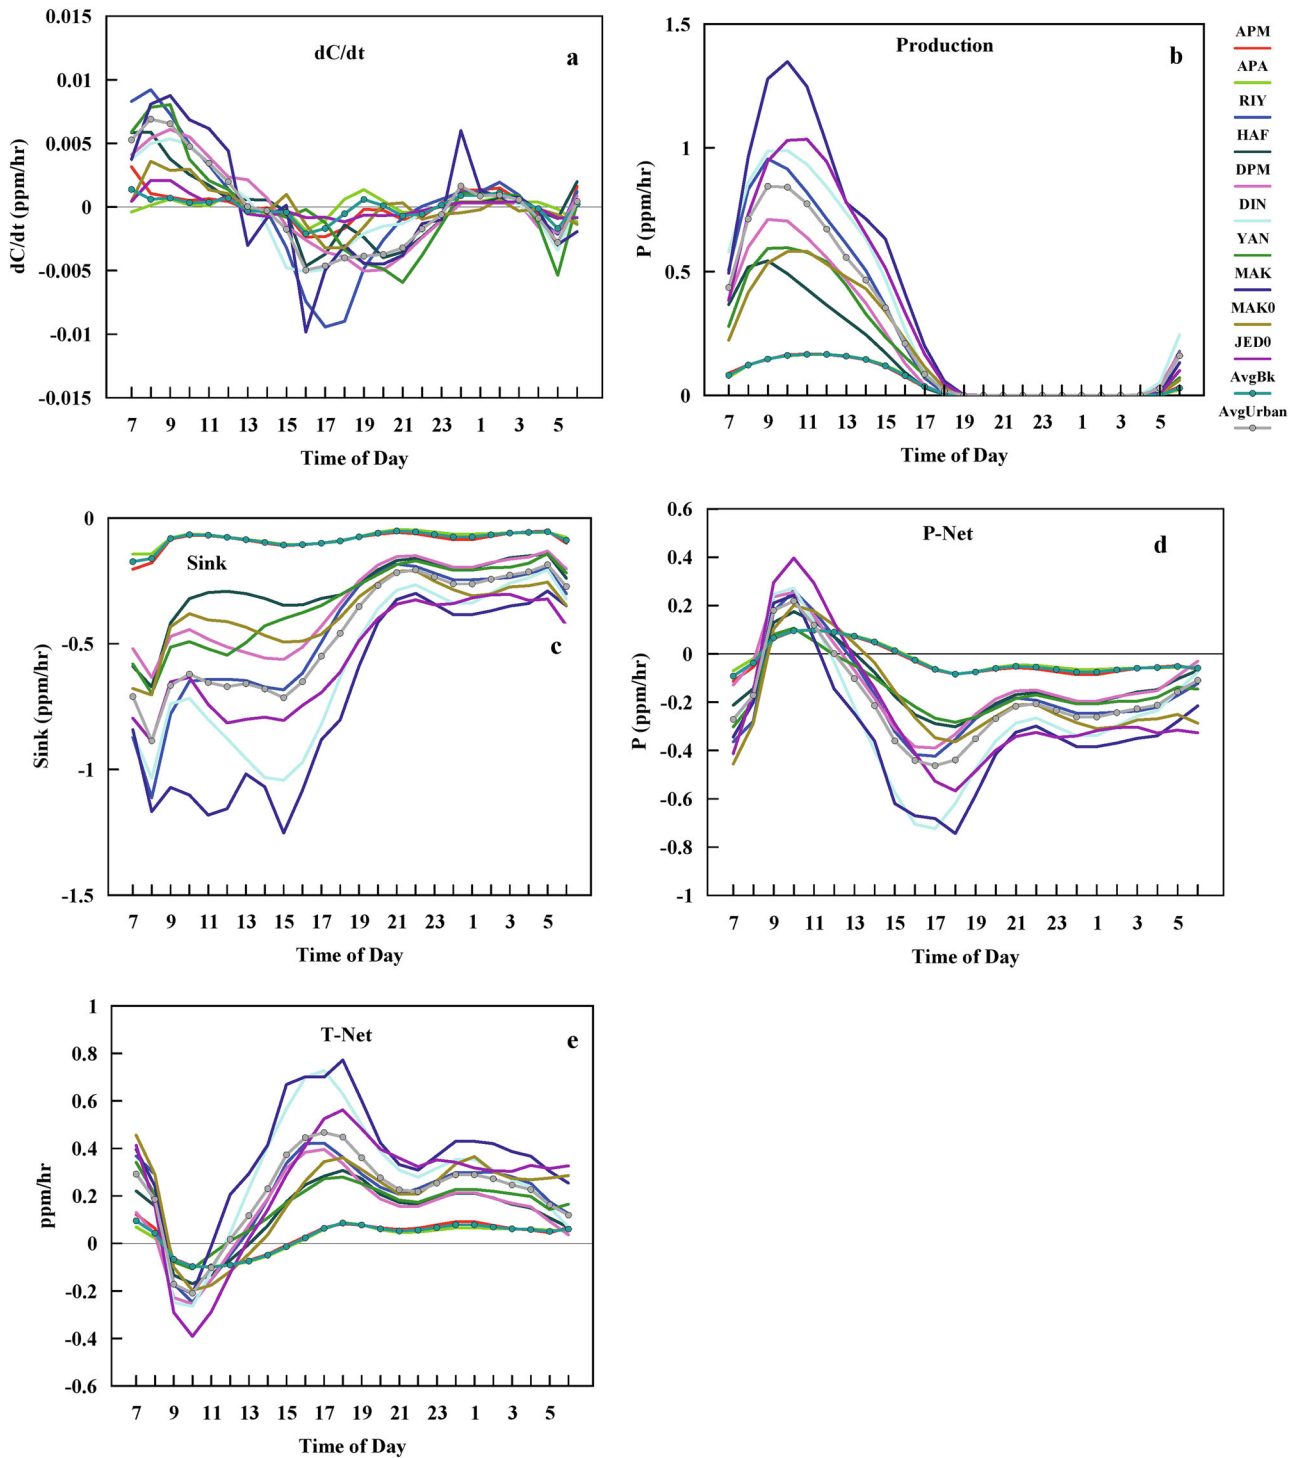 dC/dt
a
0.015
0.01
0.005
0
-0.005
-0.01
-0.015
dC/dt (ppm/hr)
7 9 11 13 15 17 19 21 23 1 3 5
Time of Day
Production
b
1.5
1
0.5
0
P (ppm/hr)
7 9 11 13 15 17 19 21 23 1 3 5
Time of Day
APM
APA
RIY
HAF
DPM
DIN
YAN
MAK
MAK0
JED0
AvgBk
AvgUrban
Sink
c
0
-0.5
-1
-1.5
Sink (ppm/hr)
7 9 11 13 15 17 19 21 23 1 3 5
Time of Day
P-Net
d
0.6
0.4
0.2
0
-0.2
-0.4
-0.6
-0.8
-1
P (ppm/hr)
7 9 11 13 15 17 19 21 23 1 3 5
Time of Day
T-Net
e
1
0.8
0.6
0.4
0.2
0
-0.2
-0.4
-0.6
ppm/hr
7 9 11 13 15 17 19 21 23 1 3 5
Time of Day